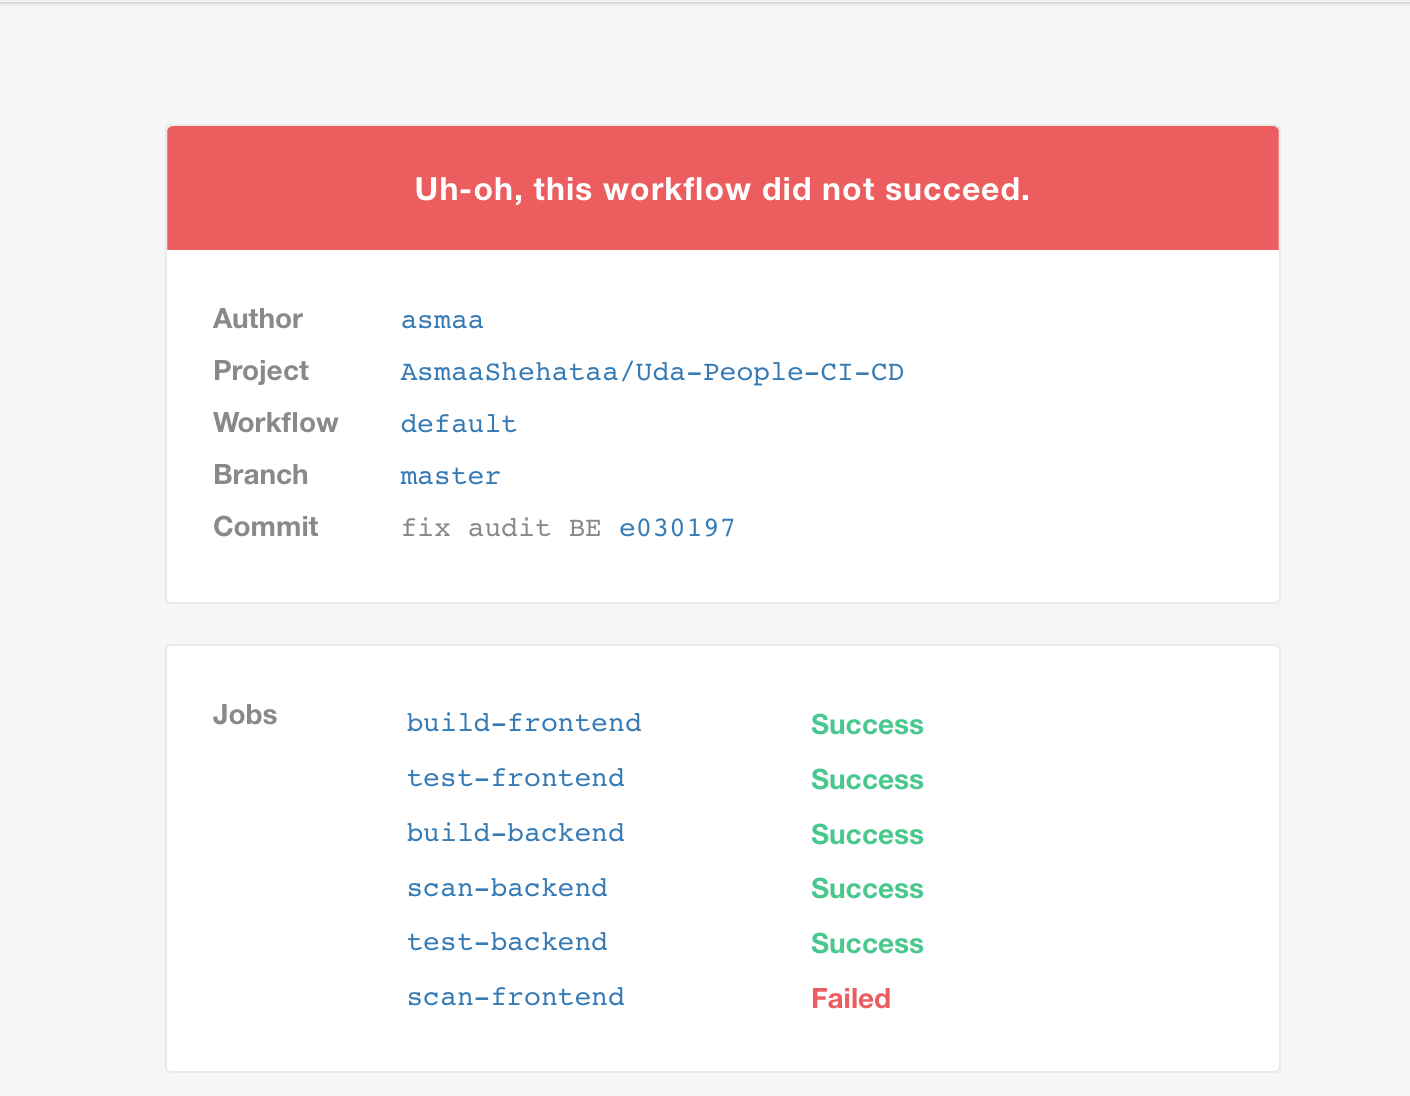 Uh-oh, this workflow did not succeed.
Author asmaa
Project AsmaaShehataa/Uda-People-CI-CD
Workflow default
Branch master
Commit fix audit BE e030197
Jobs build-frontend Success
test-frontend Success
build-backend Success
scan-backend Success
test-backend Success
scan-frontend Failed